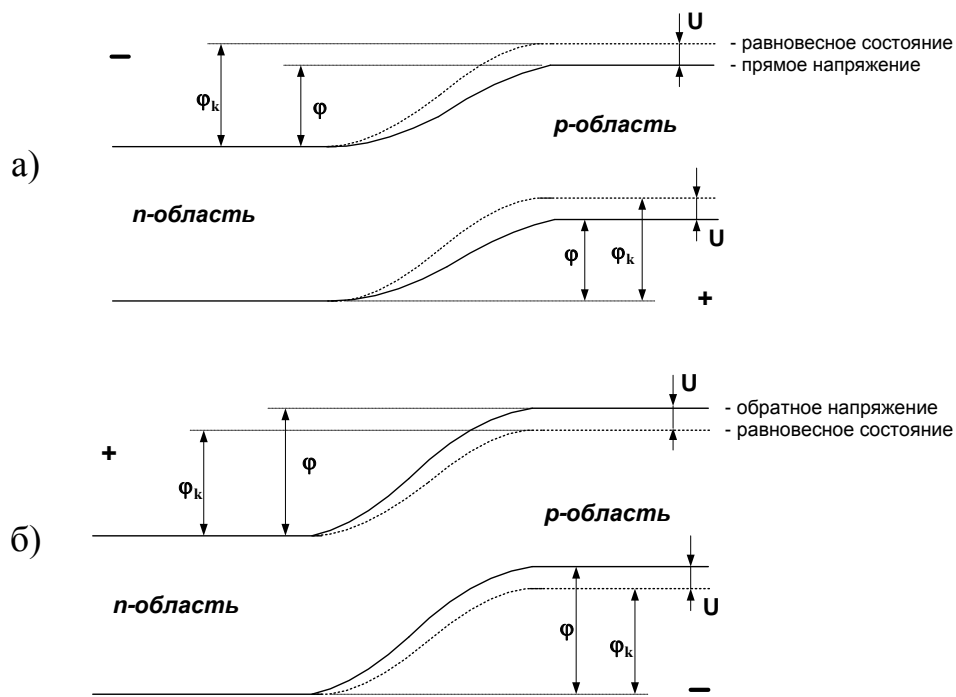 U
- равновесное состояние
–
- прямое напряжение
φk
φ
p-область
а)
n-область
φ
φk
U
+
U
- обратное напряжение
- равновесное состояние
+
φ
φk
p-область
б)
n-область
U
φ
φk
–